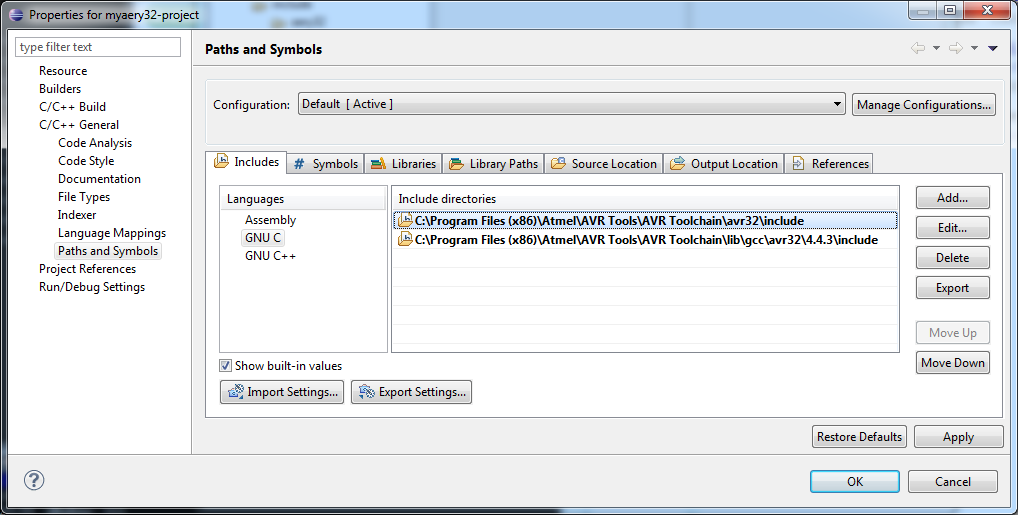 Properties for myaery32-project
type filter text
Resource
Builders
C/C++ Build
C/C++ General
Code Analysis
Code Style
Documentation
File Types
Indexer
Language Mappings
Paths and Symbols
Project References
Run/Debug Settings
Paths and Symbols
Configuration:
Default [ Active ]
Manage Configurations...
Includes
# Symbols
Libraries
Library Paths
Source Location
Output Location
References
Languages
Assembly
GNU C
GNU C++
Include directories
C:\Program Files (x86)\Atmel\AVR Tools\AVR Toolchain\avr32\include
C:\Program Files (x86)\Atmel\AVR Tools\AVR Toolchain\lib\gcc\avr32\4.4.3\include
Add...
Edit...
Delete
Export
Move Up
Move Down
Show built-in values
Import Settings...
Export Settings...
Restore Defaults
Apply
?
OK
Cancel